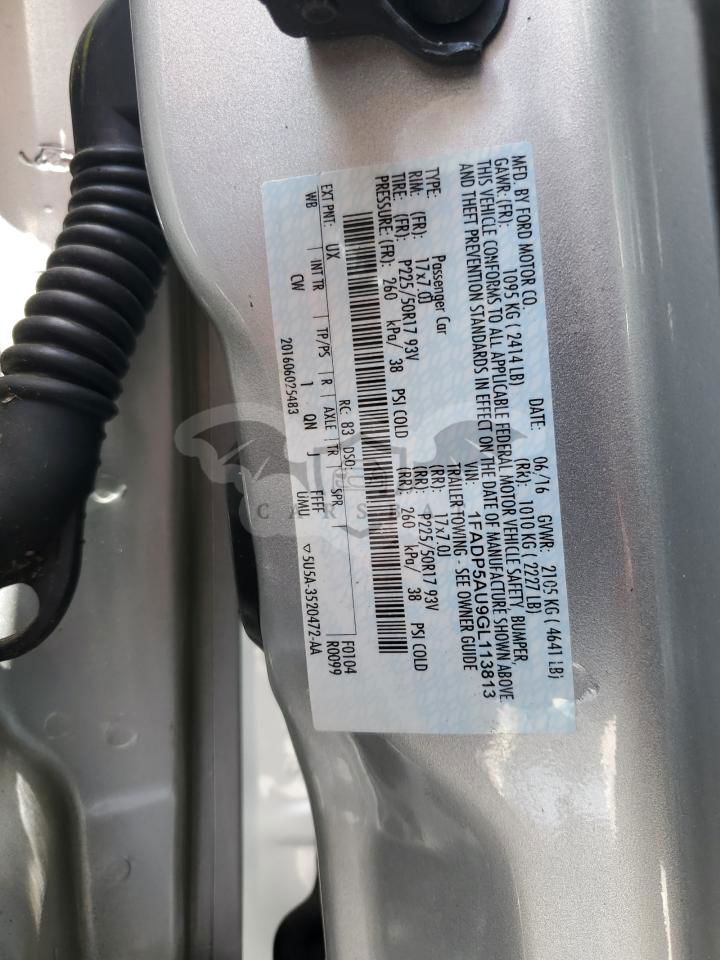 MFD. BY FORD MOTOR CO.
DATE: 06/16 GVWR: 2105 KG ( 4641 LB)
GAWR: (FR): 1095 KG ( 2414 LB) (RR): 1010 KG ( 2227 LB)
THIS VEHICLE CONFORMS TO ALL APPLICABLE FEDERAL MOTOR VEHICLE SAFETY, BUMPER,
AND THEFT PREVENTION STANDARDS IN EFFECT ON THE DATE OF MANUFACTURE SHOWN ABOVE.
VIN: 1FADP5AU9GL113813
TYPE: Passenger Car TRAILER TOWING - SEE OWNER GUIDE
RIM: (FR): 17x7.0J (RR): 17x7.0J
TIRE: (FR): P225/50R17 93V (RR): P225/50R17 93V
PRESSURE: (FR) 260 kPa/ 38 PSI COLD (RR): 260 kPa/ 38 PSI COLD
EXT PNT: UX RC: 83 DSO: F0104
WB INT TR TP/PS R AXLE TR SPR R0099
CW 1 QN J FFFF
201606025483 UMU ▽5U5A-3520472-AA